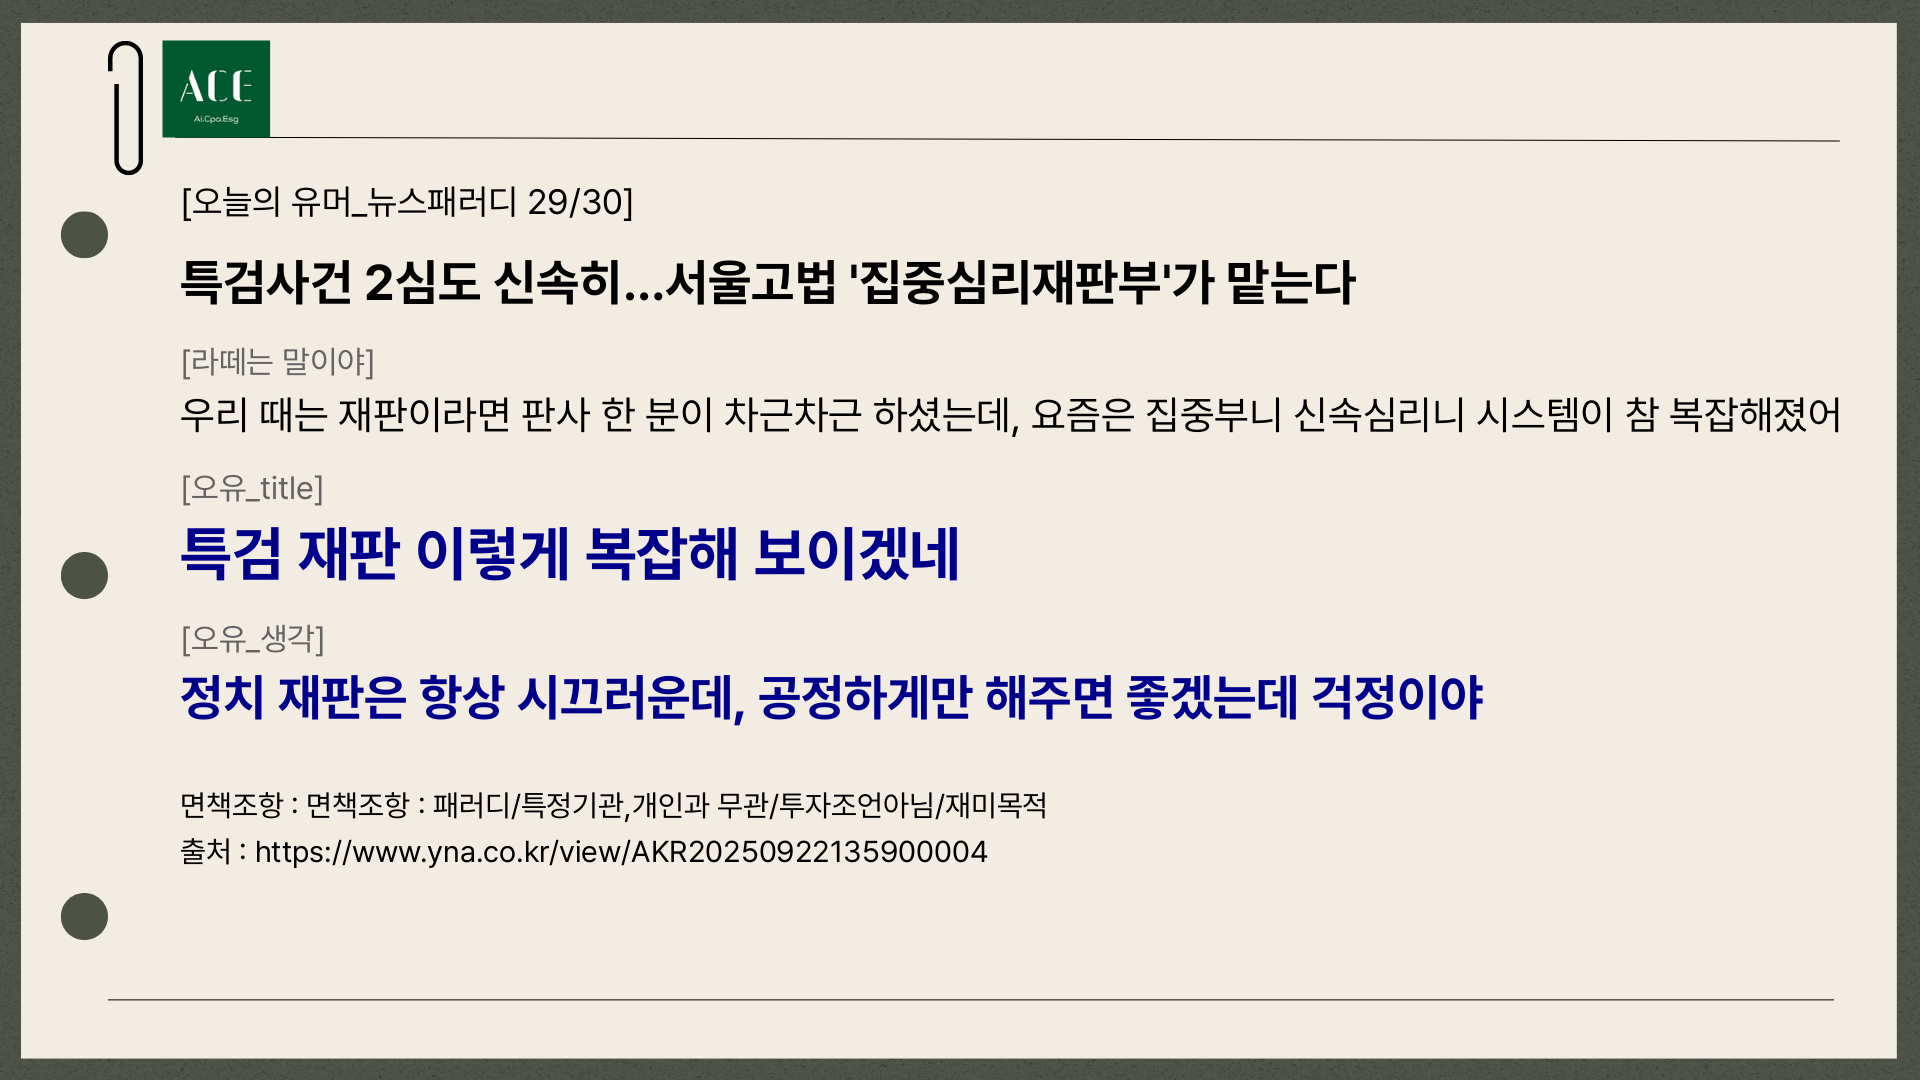 ACE
Ai.Cpa.Esg
[오늘의 유머_뉴스패러디 29/30]
특검사건 2심도 신속히...서울고법 '집중심리재판부'가 맡는다
[라떼는 말이야]
우리 때는 재판이라면 판사 한 분이 차근차근 하셨는데, 요즘은 집중부니 신속심리니 시스템이 참 복잡해졌어
[오유_title]
특검 재판 이렇게 복잡해 보이겠네
[오유_생각]
정치 재판은 항상 시끄러운데, 공정하게만 해주면 좋겠는데 걱정이야
면책조항 : 면책조항 : 패러디/특정기관,개인과 무관/투자조언아님/재미목적
출처 : https://www.yna.co.kr/view/AKR20250922135900004